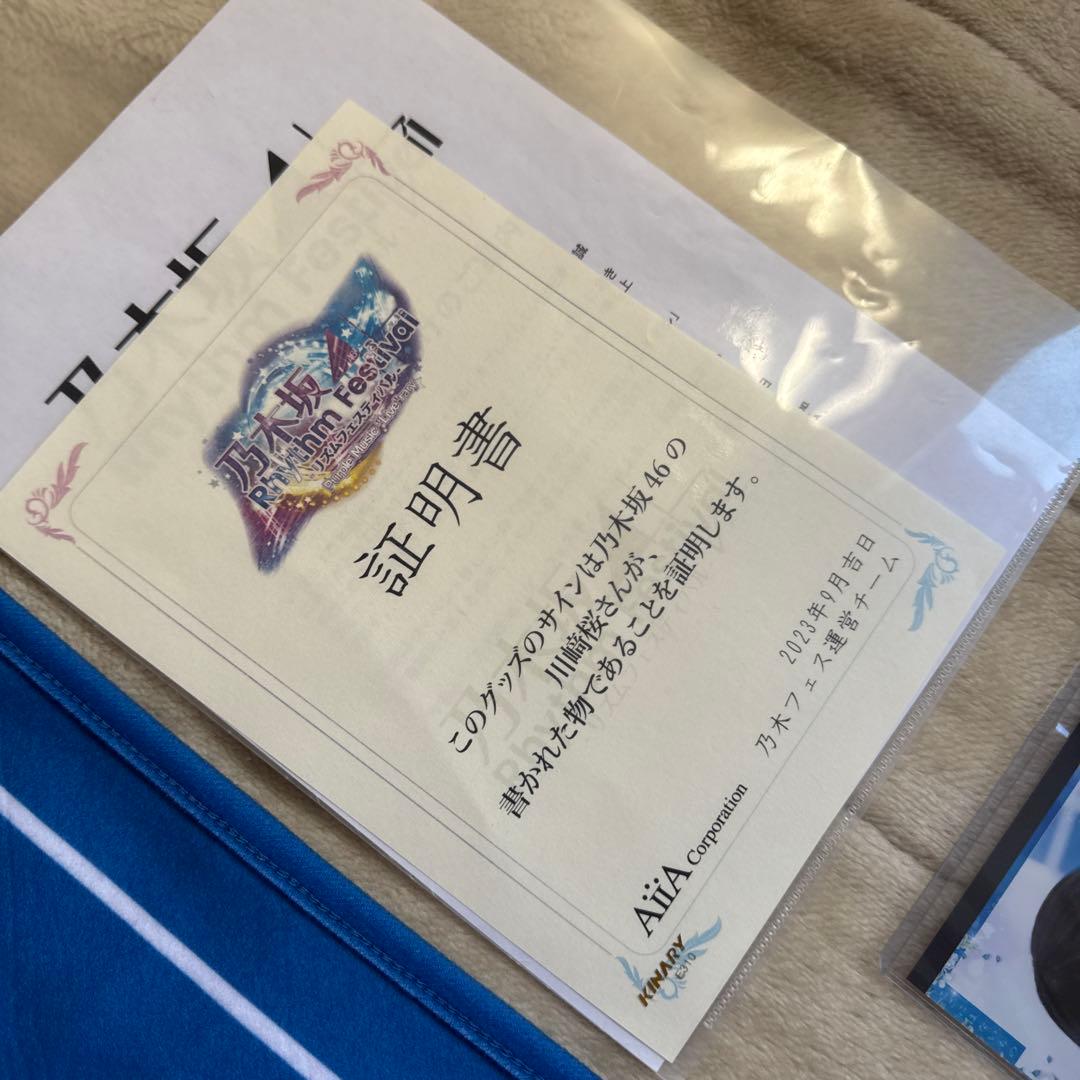 乃木坂
Rhythm Festival
リズムフェスティバル
証明書
このグッズのサインは乃木坂46の
川﨑桜さんが、
書かれた物であることを証明します。
2023年9月吉日
乃木フェス運営チーム
AiiA Corporation
KINARY
E310